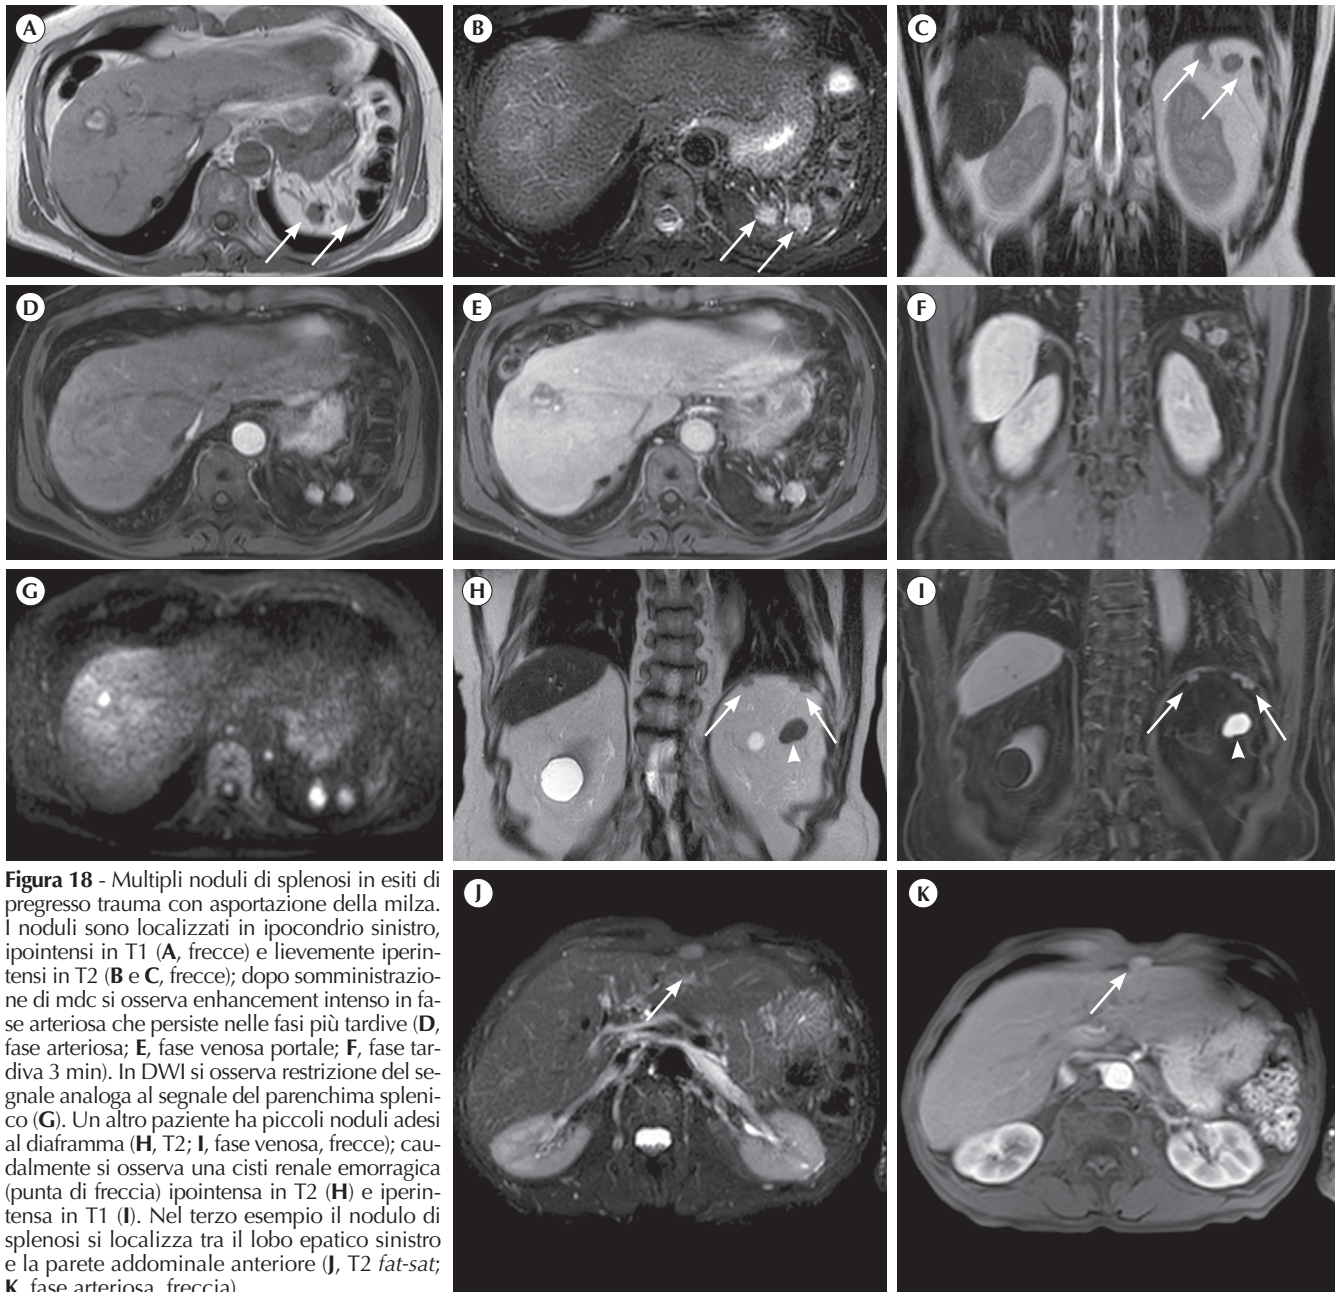 A
B
C
D
E
F
G
H
I
Figura 18 - Multipli noduli di splenosi in esiti di
pregresso trauma con asportazione della milza.
I noduli sono localizzati in ipocondrio sinistro,
ipointensi in T1 (A, frecce) e lievemente iperin-
tensi in T2 (B e C, frecce); dopo somministrazio-
ne di mdc si osserva enhancement intenso in fa-
se arteriosa che persiste nelle fasi più tardive (D,
fase arteriosa; E, fase venosa portale; F, fase tar-
diva 3 min). In DWI si osserva restrizione del se-
gnale analoga al segnale del parenchima spleni-
co (G). Un altro paziente ha piccoli noduli adesi
al diaframma (H, T2; I, fase venosa, frecce); cau-
dalmente si osserva una cisti renale emorragica
(punta di freccia) ipointensa in T2 (H) e iperin-
tensa in T1 (I). Nel terzo esempio il nodulo di
splenosi si localizza tra il lobo epatico sinistro
e la parete addominale anteriore (J, T2 fat-sat;
K, fase arteriosa, freccia)
J
K